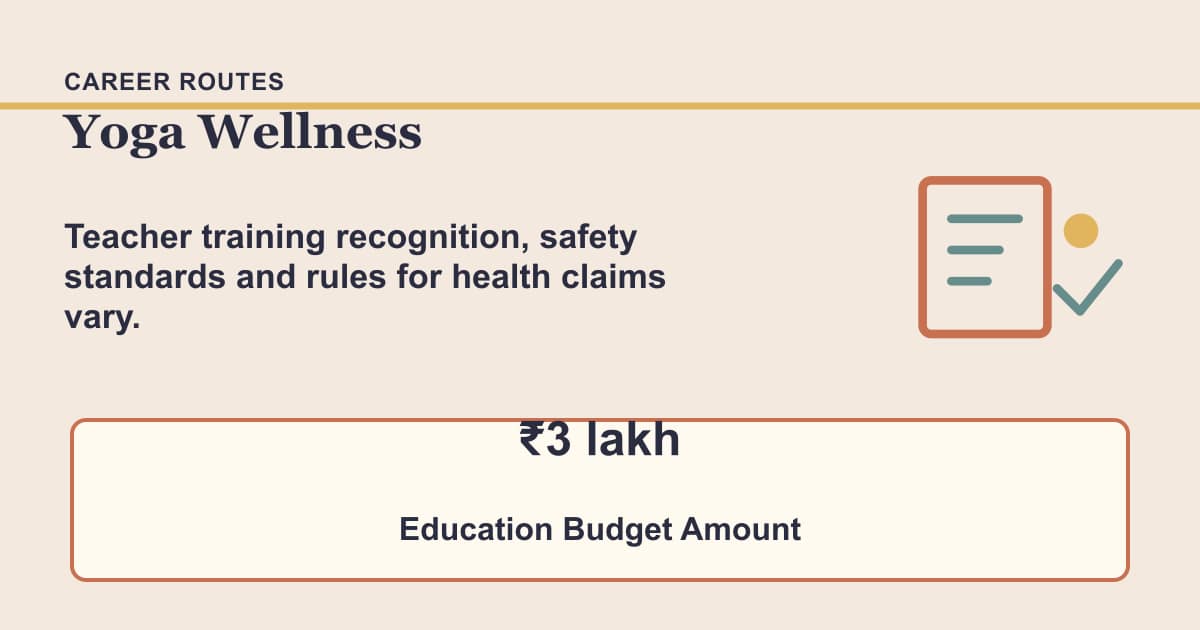 CAREER ROUTES
Yoga Wellness
Teacher training recognition, safety
standards and rules for health claims
vary.
₹3 lakh
Education Budget Amount